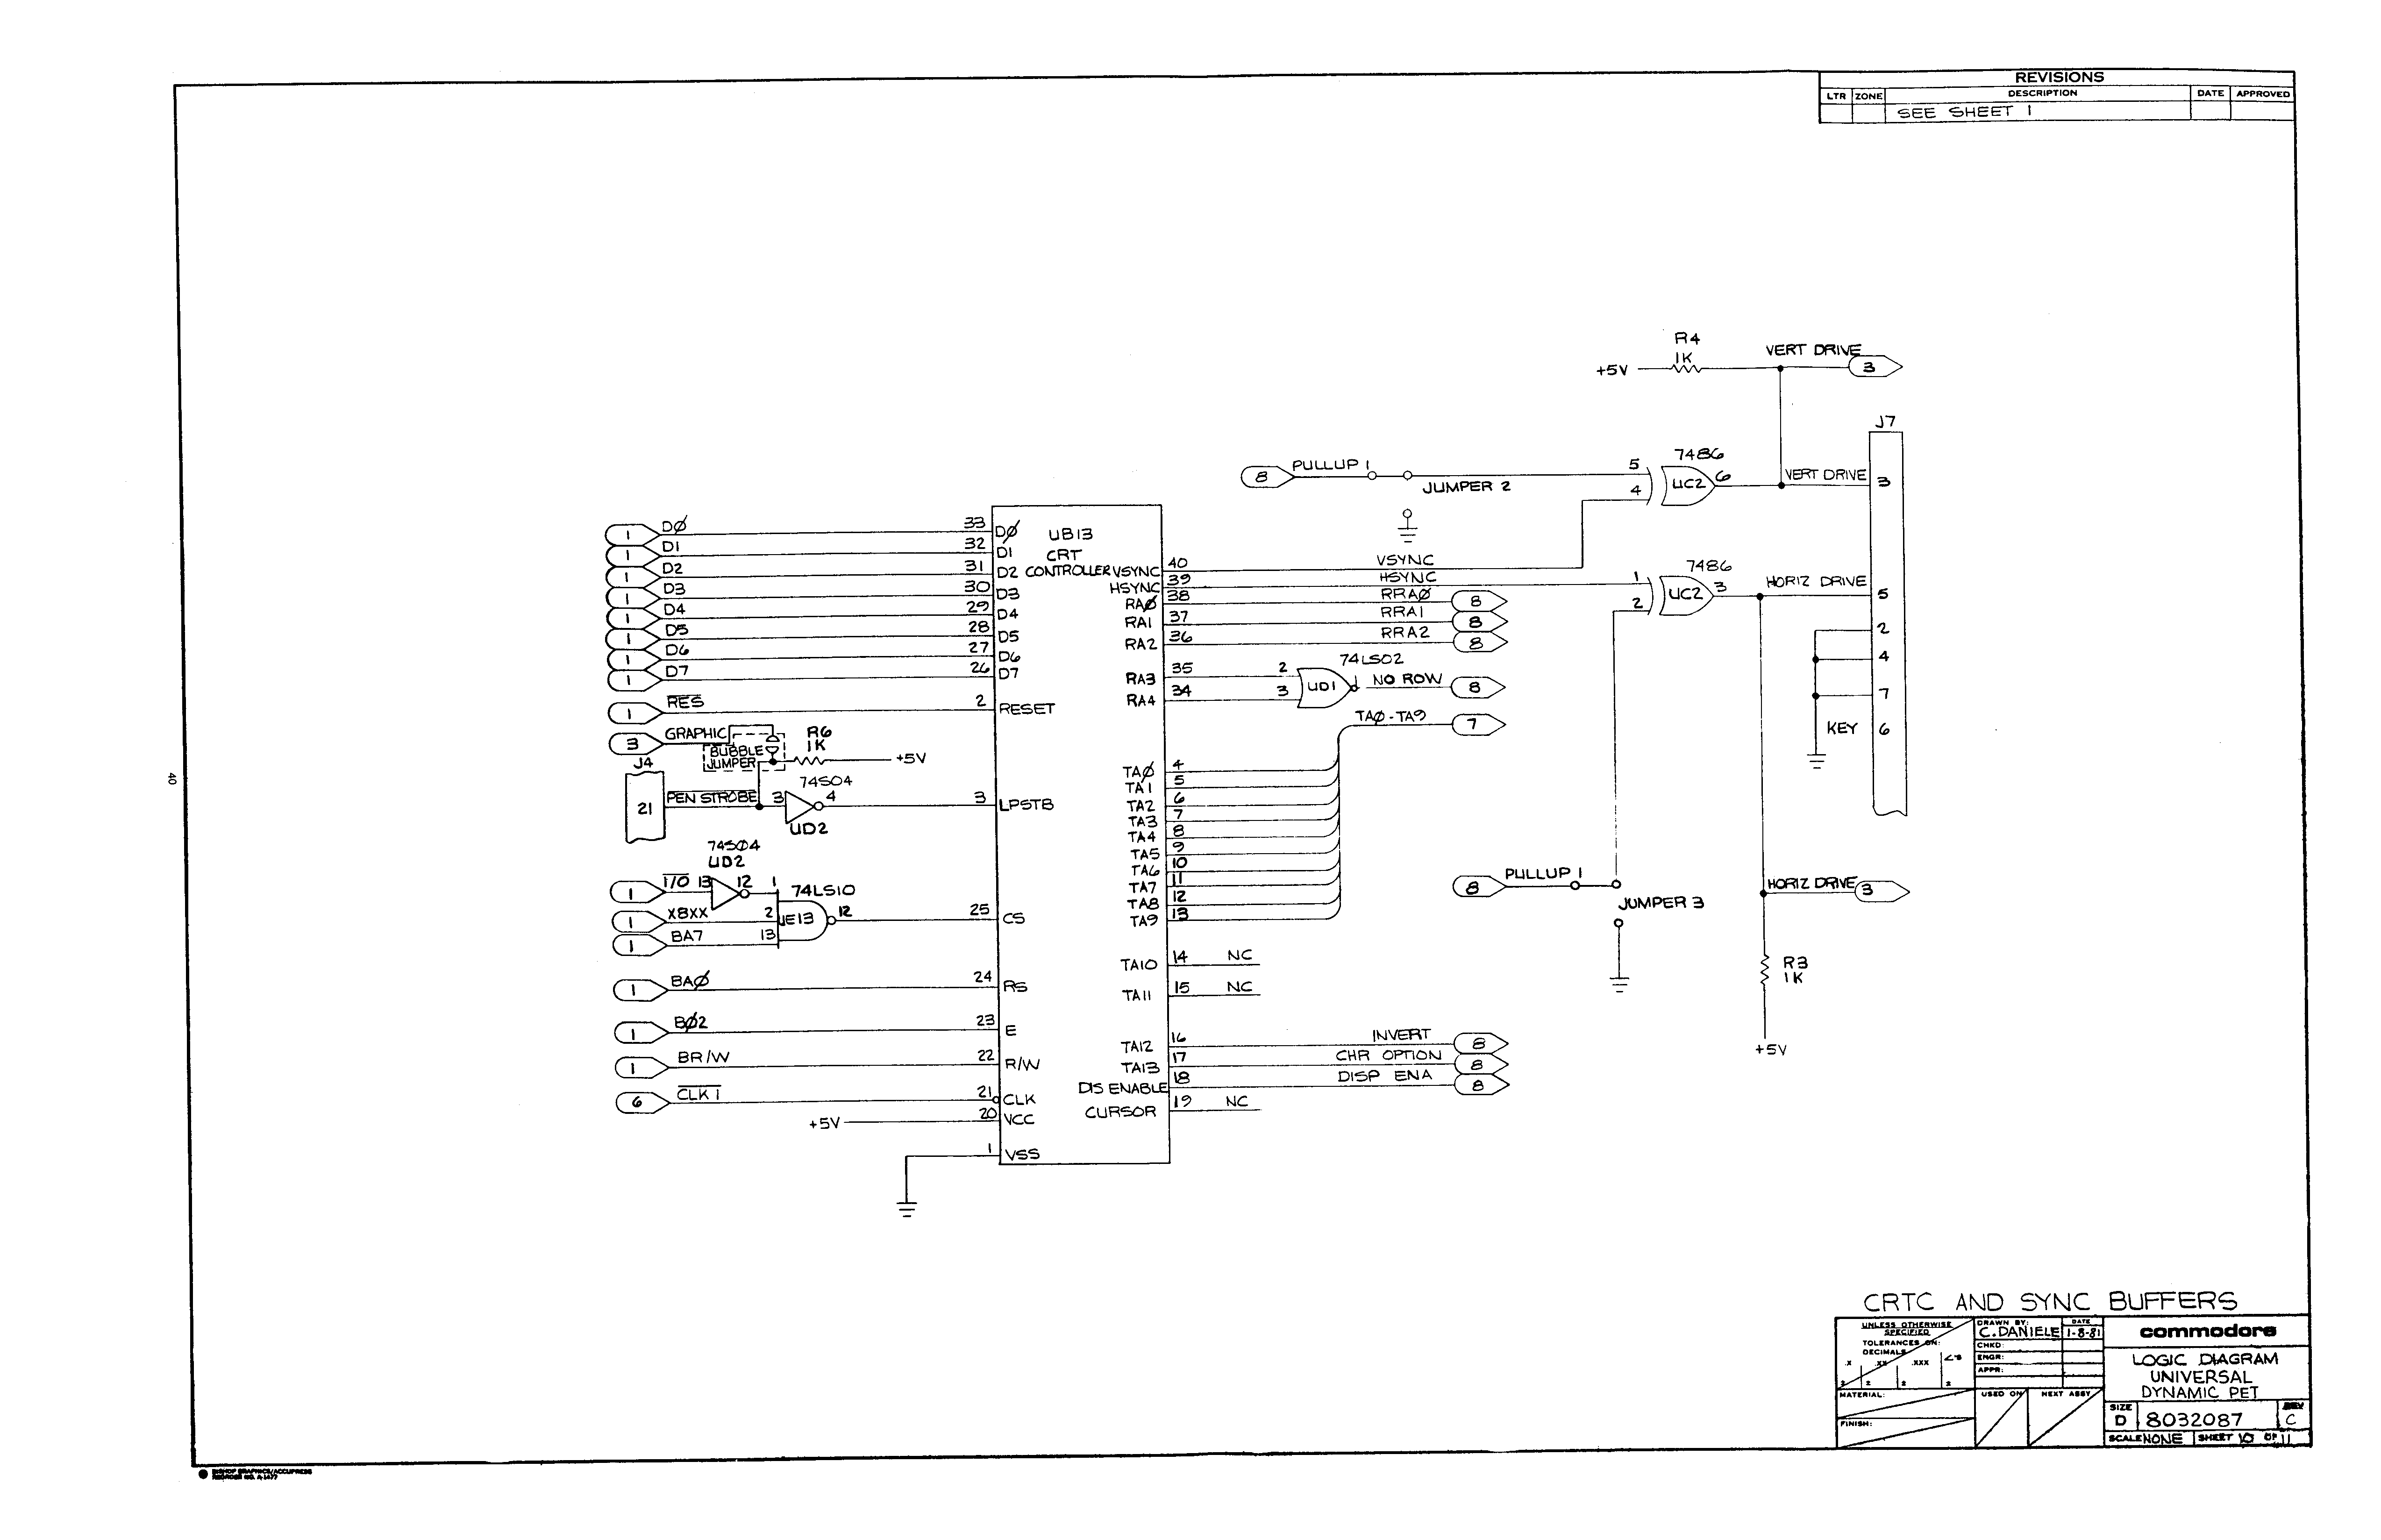 REVISIONS
LTR ZONE DESCRIPTION DATE APPROVED
SEE SHEET 1
R4
1K
+5V
VERT DRIVE
3
J7
8 PULLUP 1
JUMPER 2
7486
5
4
UC2
6
VERT DRIVE
3
UB13
CRT
CONTROLLER
1 DØ 33 DØ
1 D1 32 D1
1 D2 31 D2
1 D3 30 D3
1 D4 29 D4
1 D5 28 D5
1 D6 27 D6
1 D7 26 D7
1 RES 2 RESET
3 GRAPHIC
BUBBLE
JUMPER
R6
1K
+5V
J4
21
PEN STROBE 3
74S04
4
UD2
3 LPSTB
74SØ4
UD2
1 I/O 13 12 1
74LS10
1 X8XX 2
UE13
12
25 CS
1 BA7 13
1 BAØ 24 RS
1 BØ2 23 E
1 BR/W 22 R/W
6 CLK1 21 CLK
+5V 20 VCC
1 VSS
VSYNC 40 VSYNC
HSYNC 39 HSYNC
RAØ 38 RRAØ 8
RA1 37 RRA1 8
RA2 36 RRA2 8
7486
1
2
UC2
3
HORIZ DRIVE
5
2
4
7
KEY 6
RA3 35 2
RA4 34 3
74LS02
UD1
1
NO ROW 8
TAØ-TA9 7
TAØ 4
TA1 5
TA2 6
TA3 7
TA4 8
TA5 9
TA6 10
TA7 11
TA8 12
TA9 13
8 PULLUP 1
JUMPER 3
HORIZ DRIVE 3
R3
1K
+5V
TA10 14 NC
TA11 15 NC
TA12 16 INVERT 8
TA13 17 CHR OPTION 8
DIS ENABLE 18 DISP ENA 8
CURSOR 19 NC
40
CRTC AND SYNC BUFFERS
UNLESS OTHERWISE
SPECIFIED
TOLERANCES ON:
DECIMALS
.X .XX .XXX
MATERIAL:
FINISH:
DRAWN BY: DATE
C. DANIELE 1-8-81
CHKD:
ENGR:
APPR:
USED ON NEXT ASSY
commodore
LOGIC DIAGRAM
UNIVERSAL
DYNAMIC PET
SIZE
D 8032087
REV
C
SCALE NONE SHEET 10 OF 11
BISHOP GRAPHICS/ACCUPRESS
REORDER NO. A-1477